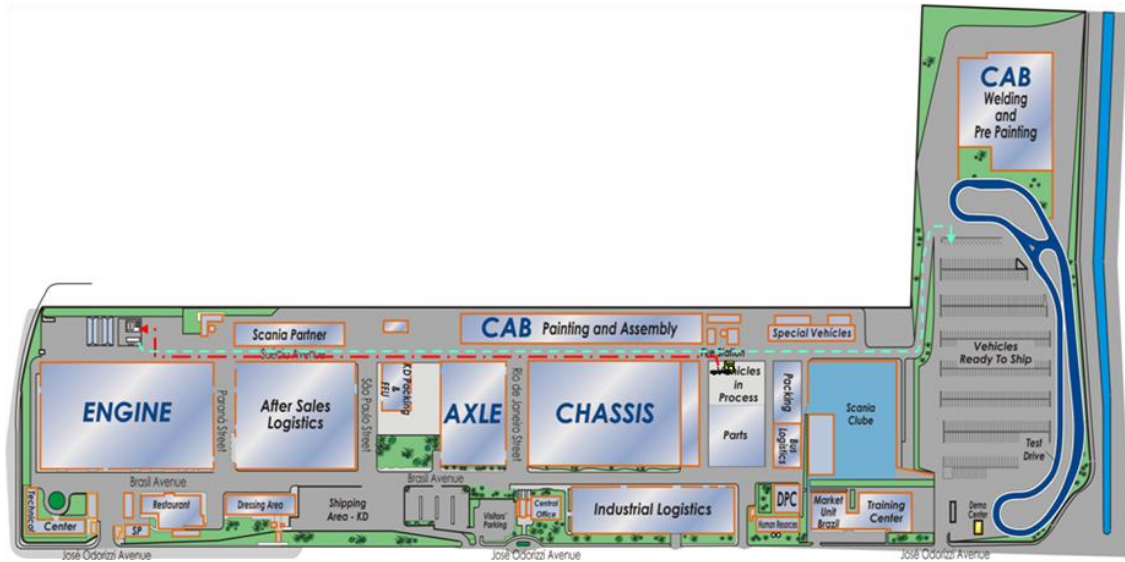 CAB
Welding
and
Pre Painting
Scania Partner
CAB Painting and Assembly
Special Vehicles
Suécia Avenue
Station
ENGINE
Paraná Street
After Sales
Logistics
São Paulo Street
KD Packing
&
AXLE
Rio de Janeiro Street
CHASSIS
Vehicles
in
Process
Parts
Packing
Bus
Logistics
Scania
Clube
Vehicles
Ready To Ship
Test
Drive
Brasil Avenue
Brasil Avenue
Technical
Center
SP
Restaurant
Dressing Area
Shipping
Area - KD
Visitors'
Parking
Central
Office
Industrial Logistics
DPC
Human Resources
Market
Unit
Brazil
Training
Center
Demo
Center
José Odorizzi Avenue
José Odorizzi Avenue
José Odorizzi Avenue